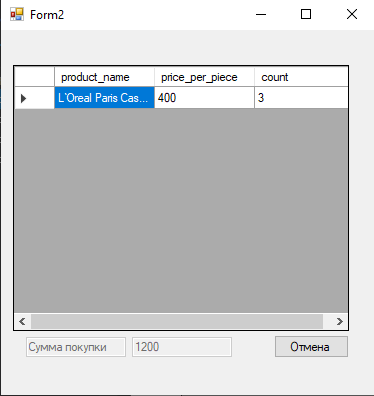 Form2
product_name price_per_piece count
L`Oreal Paris Cas... 400 3
Сумма покупки 1200 Отмена